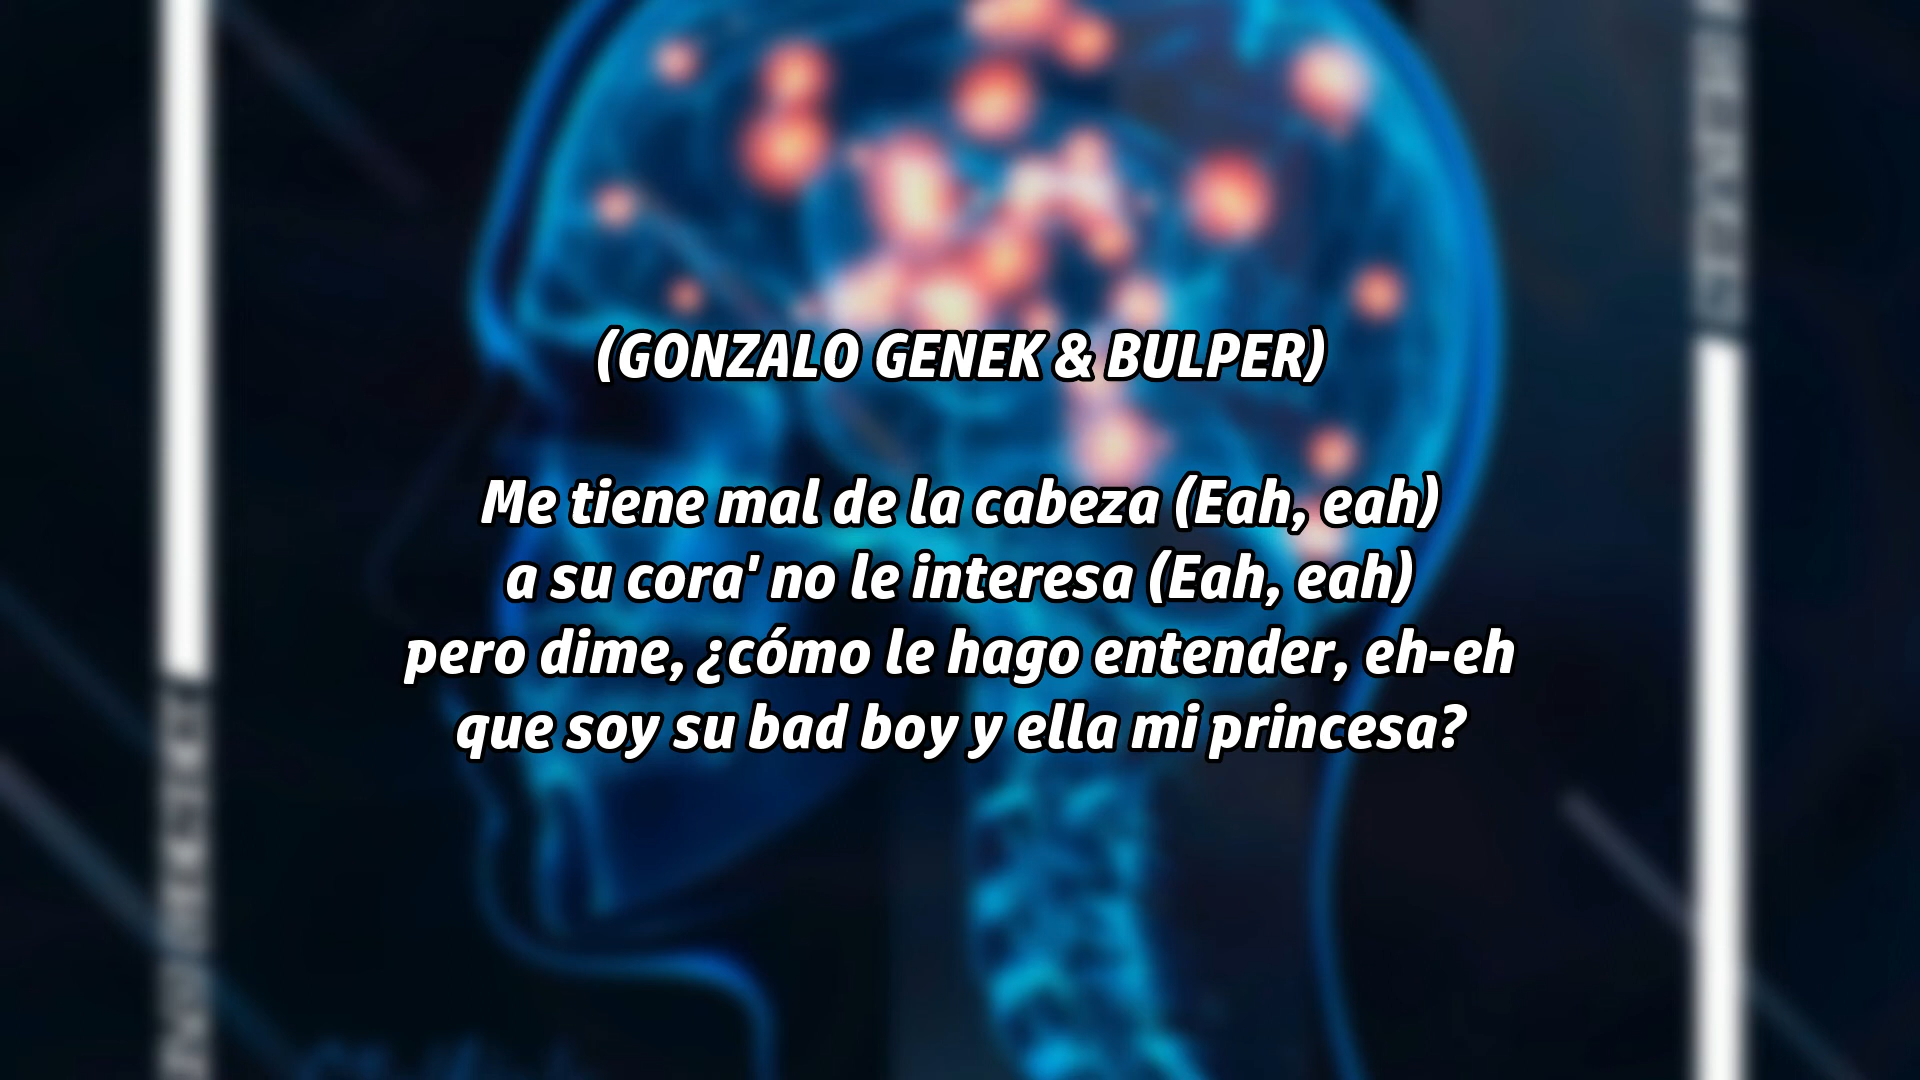 (GONZALO GENEK & BULPER)
Me tiene mal de la cabeza (Eah, eah)
a su cora' no le interesa (Eah, eah)
pero dime, ¿cómo le hago entender, eh-eh
que soy su bad boy y ella mi princesa?